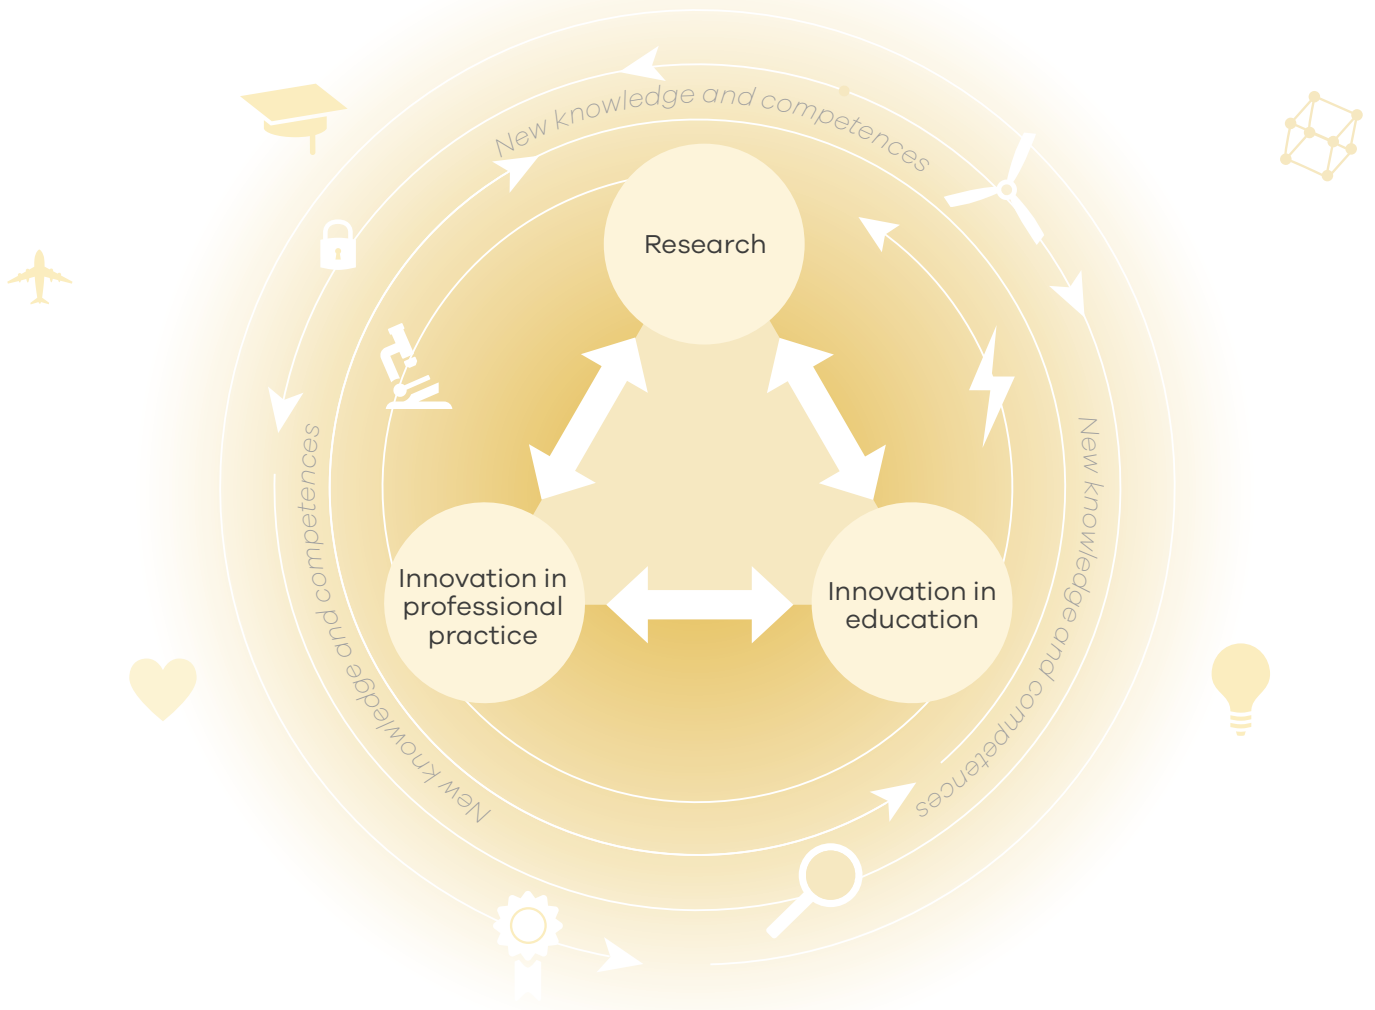 New knowledge and competences
Research
New knowledge and competences
New knowledge and competences
Innovation in
professional
practice
Innovation in
education